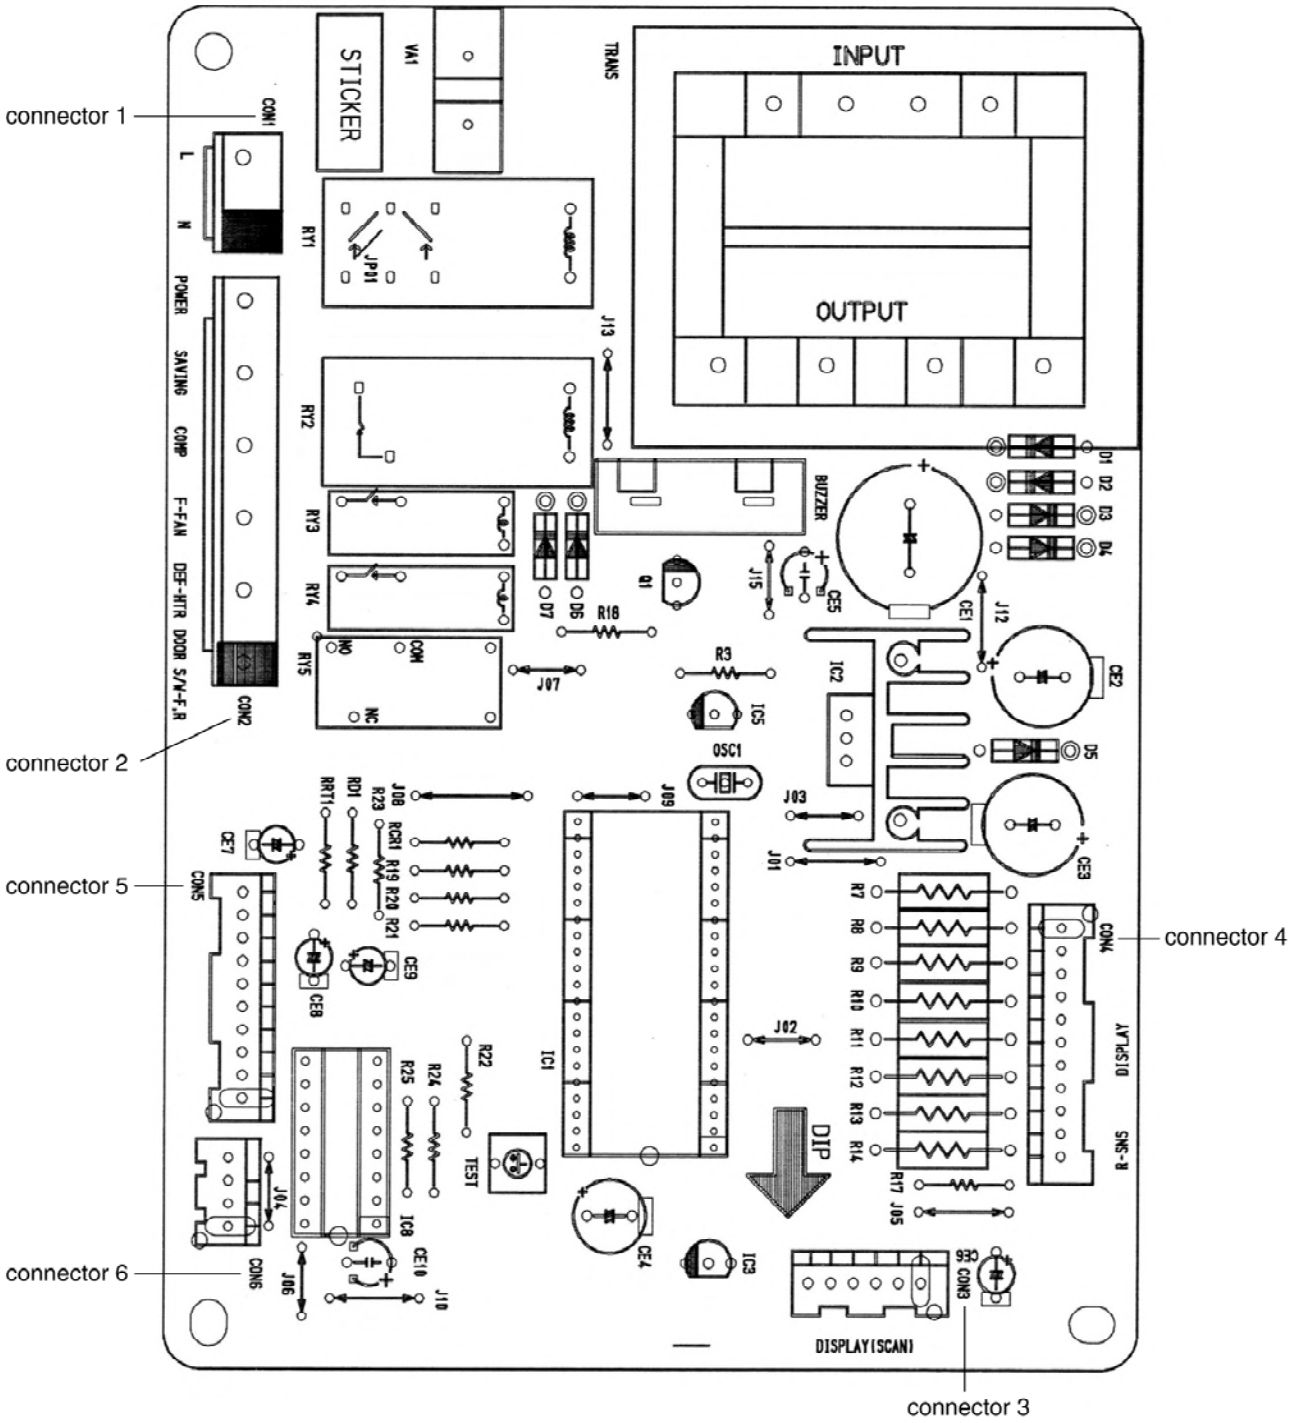 INPUT
STICKER
VA1
TRANS
connector 1
CON1
L
N
RY1
JP01
OUTPUT
POWER
SAVING
COMP
F-FAN
DEF-HTR
DOOR S/W-F,R
J13
RY2
D1
D2
D3
D4
BUZZER
RY3
RY4
D7
D6
Q1
J15
CE5
CE1
J12
R16
RY5
NO
COM
NC
J07
R3
IC5
IC2
CE2
CON2
connector 2
OSC1
D5
RRT1
RD1
R23
J08
J09
J03
CE7
RCR1
R19
R20
R21
J01
CE3
connector 5
CON5
R7
R8
R9
R10
R11
R12
R13
R14
CON4
connector 4
CE9
CE8
IC1
J02
DISPLAY
R-SNS
R22
R25
R24
TEST
DIP
R17
J05
J04
IC8
CE10
CE4
IC3
CE6
CON3
connector 6
CON6
J06
J10
DISPLAY(SCAN)
connector 3